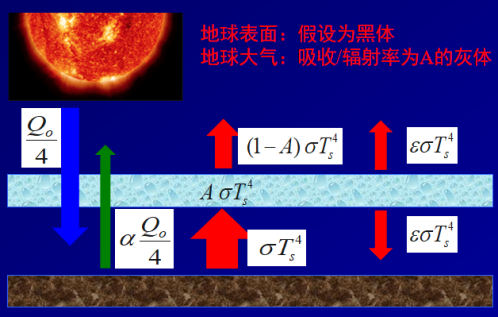 地球表面：假设为黑体
地球大气：吸收/辐射率为A的灰体
Q_o/4
(1-A)σT_s^4
εσT_s^4
AσT_s^4
α Q_o/4
σT_s^4
εσT_s^4